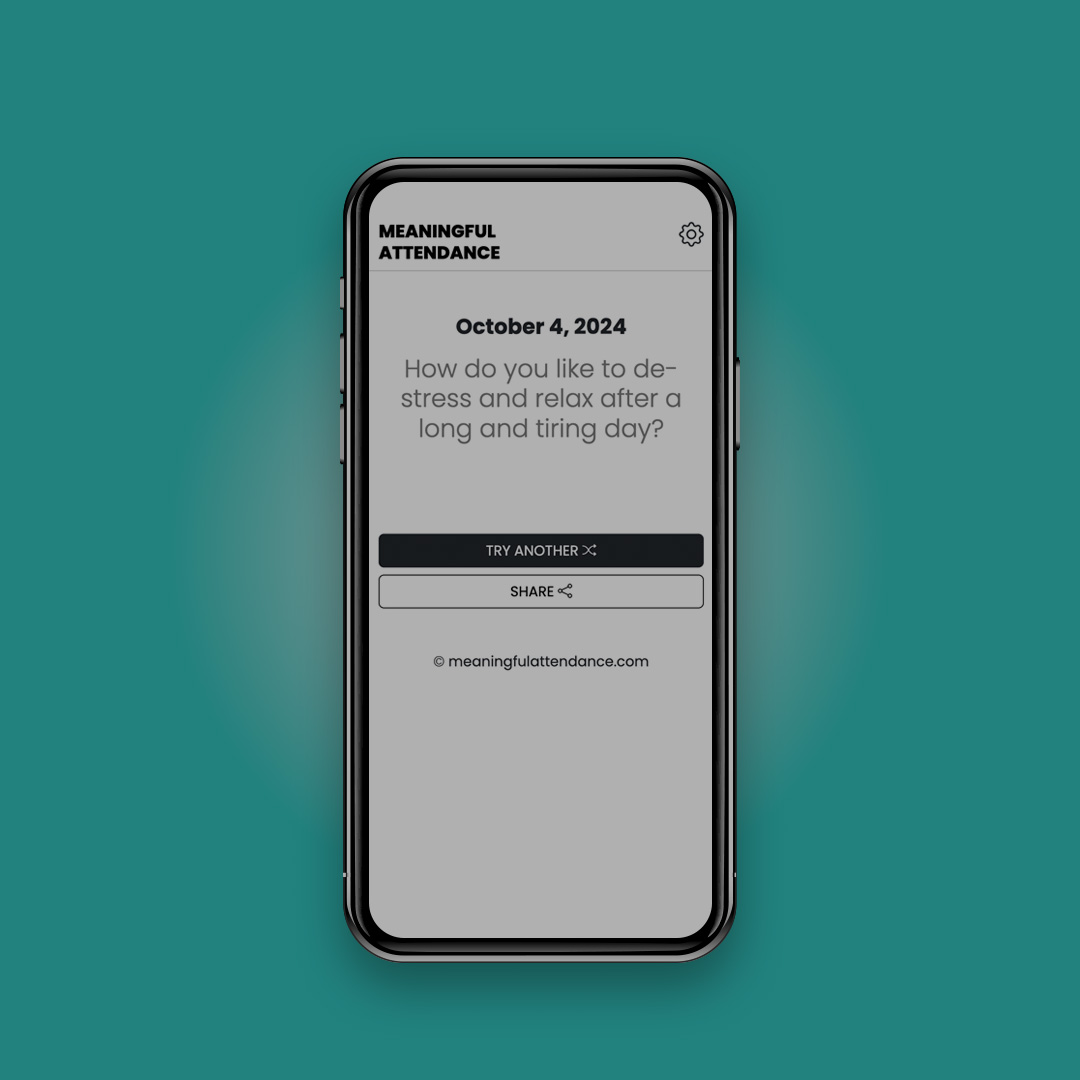 MEANINGFUL
ATTENDANCE
October 4, 2024
How do you like to de-
stress and relax after a
long and tiring day?
TRY ANOTHER
SHARE
© meaningfulattendance.com